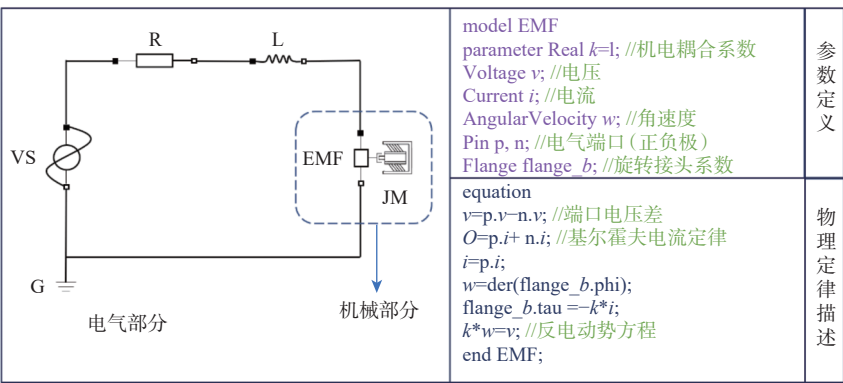 R
L
VS
EMF
JM
G
电气部分
机械部分
model EMF
parameter Real k=l; //机电耦合系数
Voltage v; //电压
Current i; //电流
AngularVelocity w; //角速度
Pin p, n; //电气端口(正负极)
Flange flange_b; //旋转接头系数
参数定义
equation
v=p.v−n.v; //端口电压差
O=p.i+ n.i; //基尔霍夫电流定律
i=p.i;
w=der(flange_b.phi);
flange_b.tau =−k*i;
k*w=v; //反电动势方程
end EMF;
物理定律描述